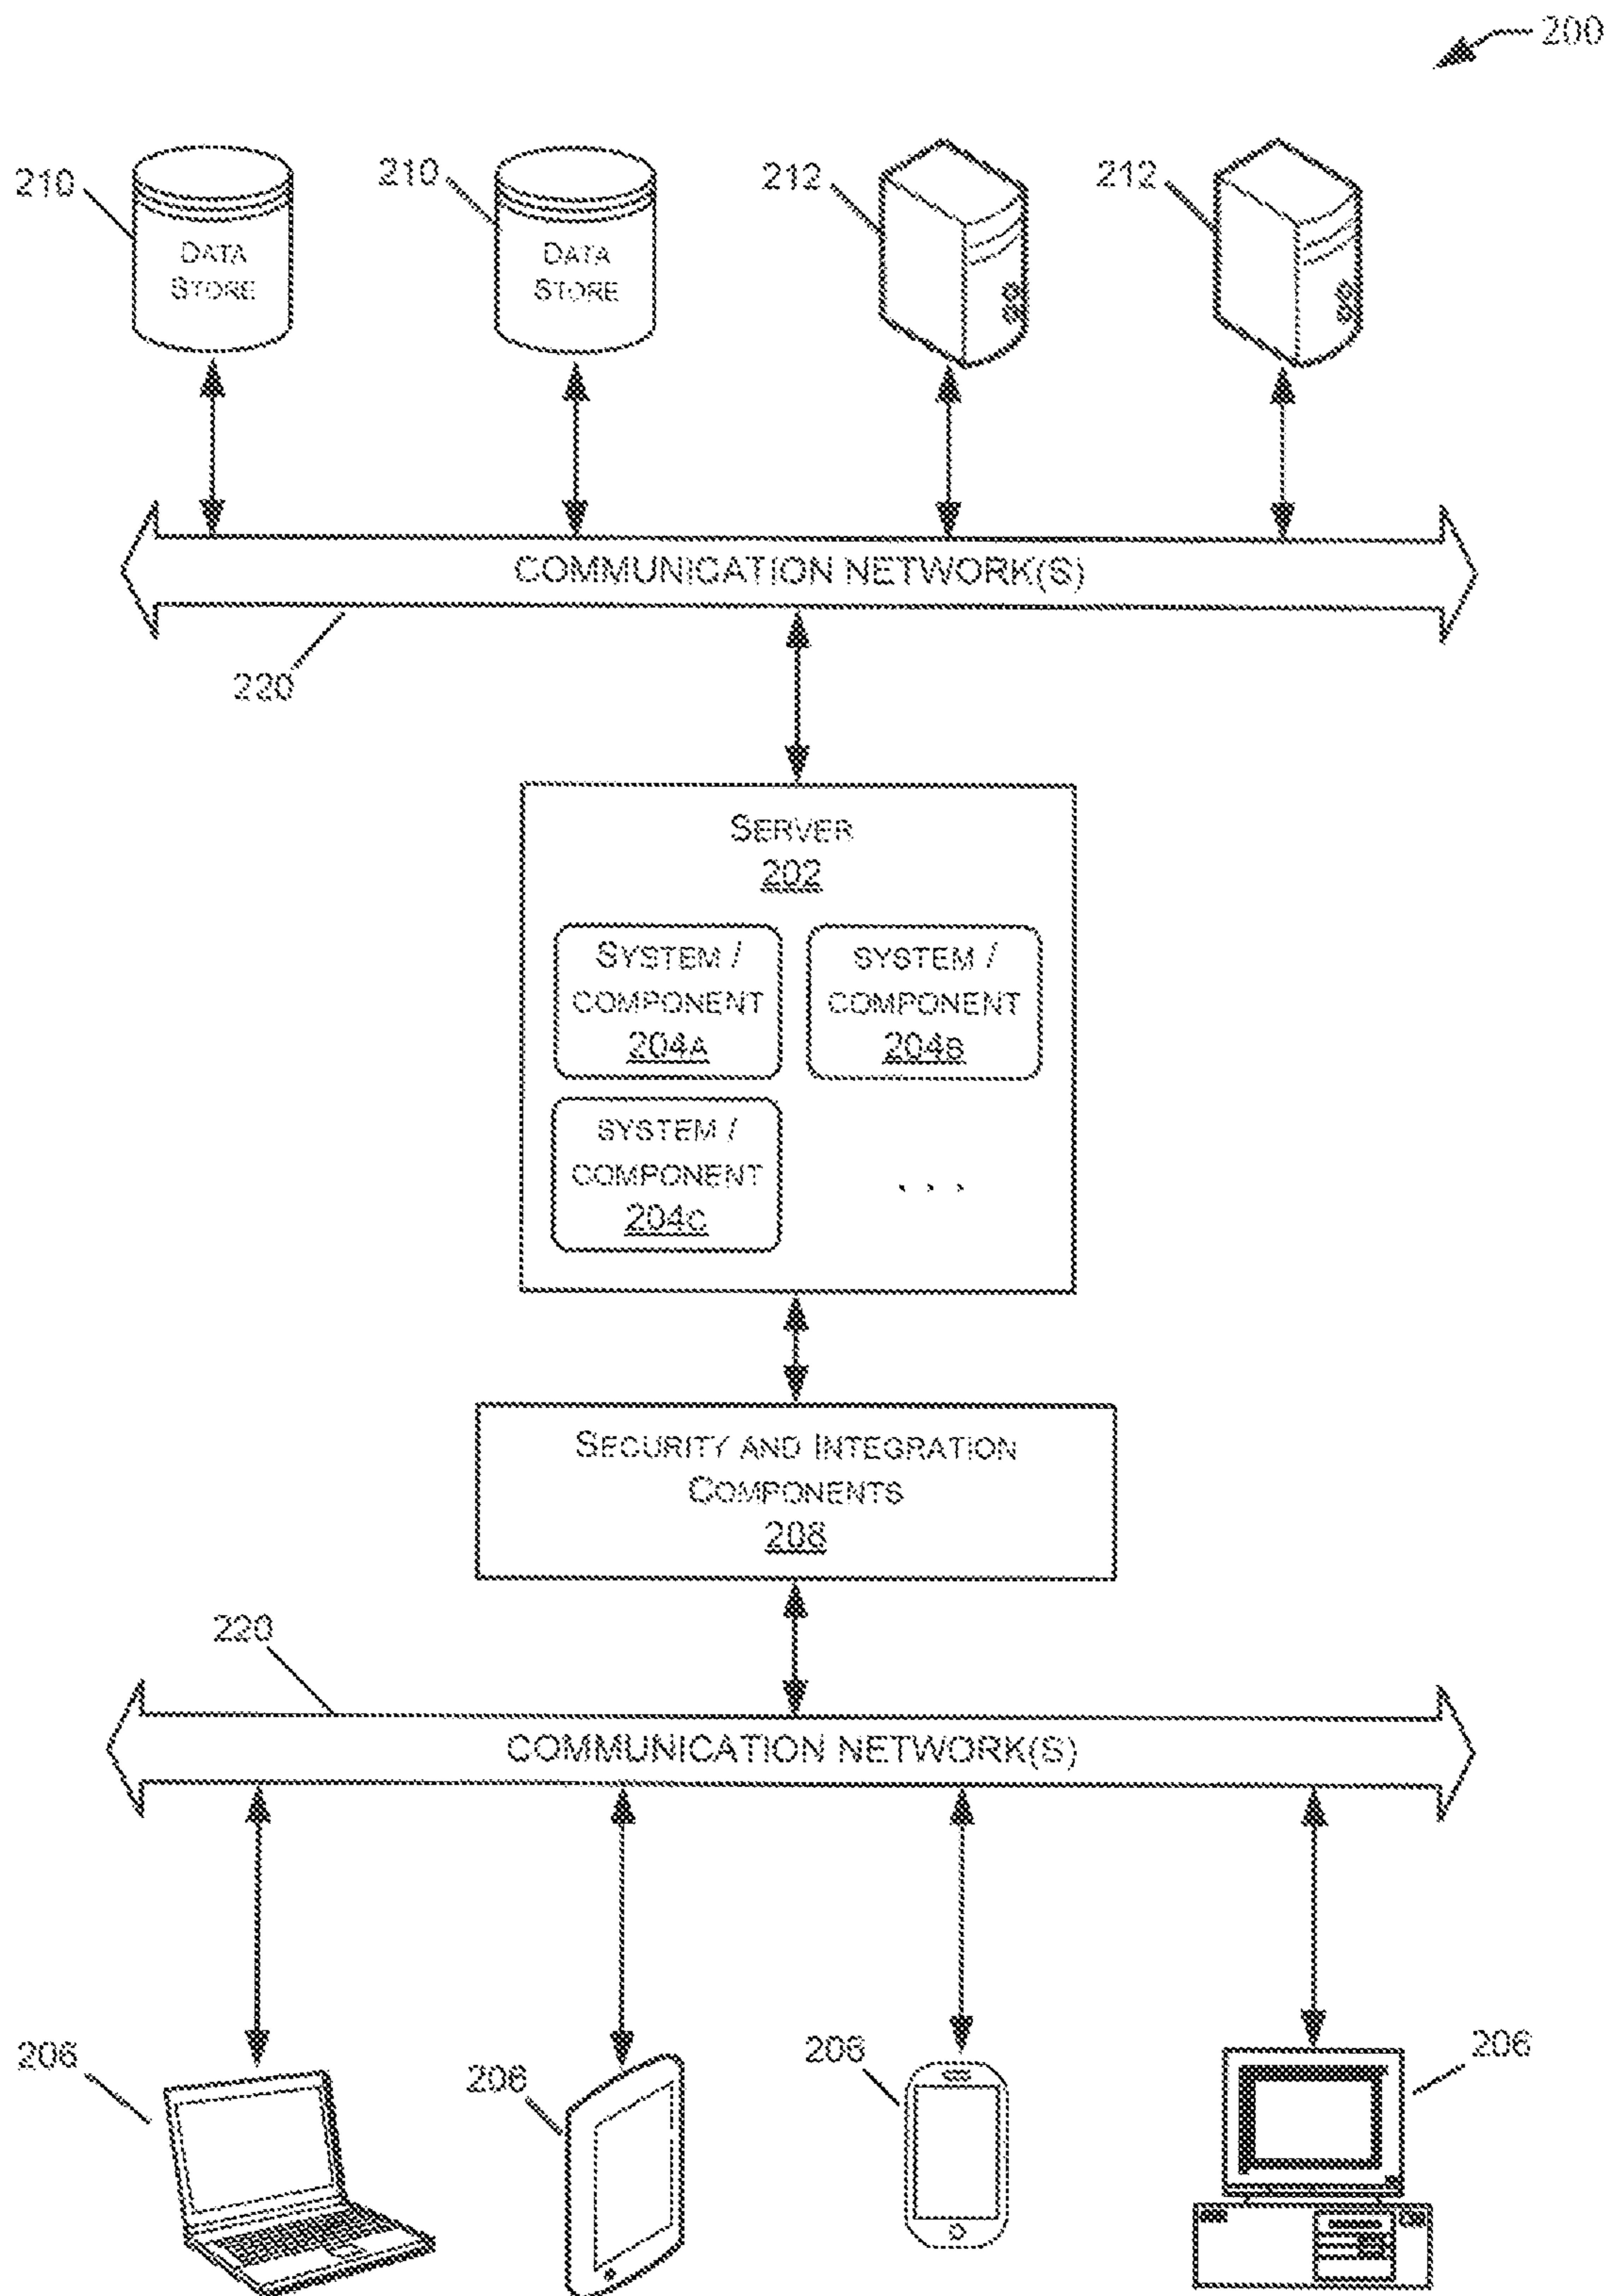 200
210
210
212
212
DATA
STORE
DATA
STORE
COMMUNICATION NETWORK(S)
220
SERVER
202
SYSTEM /
COMPONENT
204A
SYSTEM /
COMPONENT
204B
SYSTEM /
COMPONENT
204C
. . .
SECURITY AND INTEGRATION
COMPONENTS
208
220
COMMUNICATION NETWORK(S)
206
206
206
206